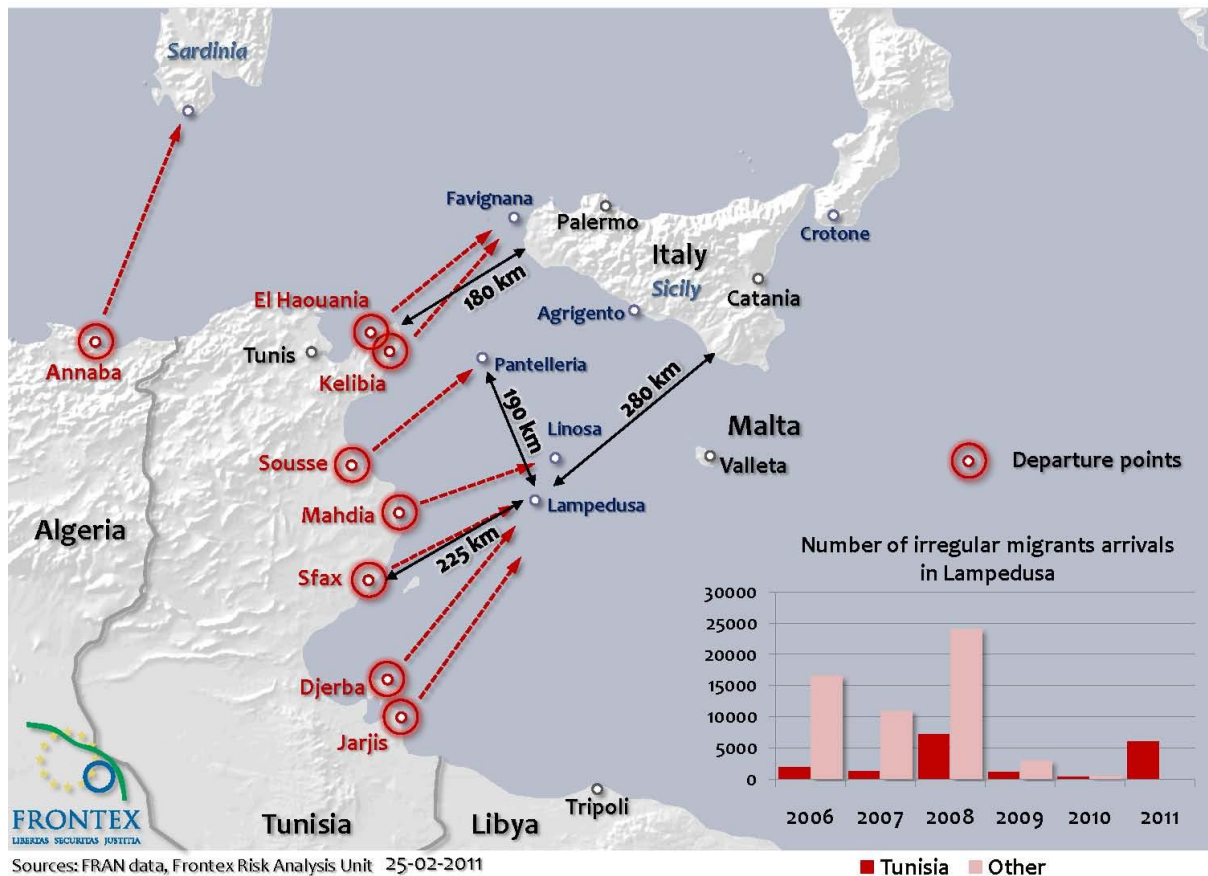 Sardinia
Favignana
Palermo
Crotone
Italy
Sicily
180 km
El Haouania
Catania
Agrigento
Annaba
Tunis
Kelibia
Pantelleria
280 km
190 km
Linosa
Malta
Valleta
Sousse
Departure points
Mahdia
Lampedusa
Algeria
225 km
Sfax
Djerba
Jarjis
Tripoli
Tunisia
Libya
Number of irregular migrants arrivals
in Lampedusa
30000
25000
20000
15000
10000
5000
0
2006 2007 2008 2009 2010 2011
Tunisia Other
FRONTEX
LIBERTAS SECURITAS JUSTITIA
Sources: FRAN data, Frontex Risk Analysis Unit 25-02-2011